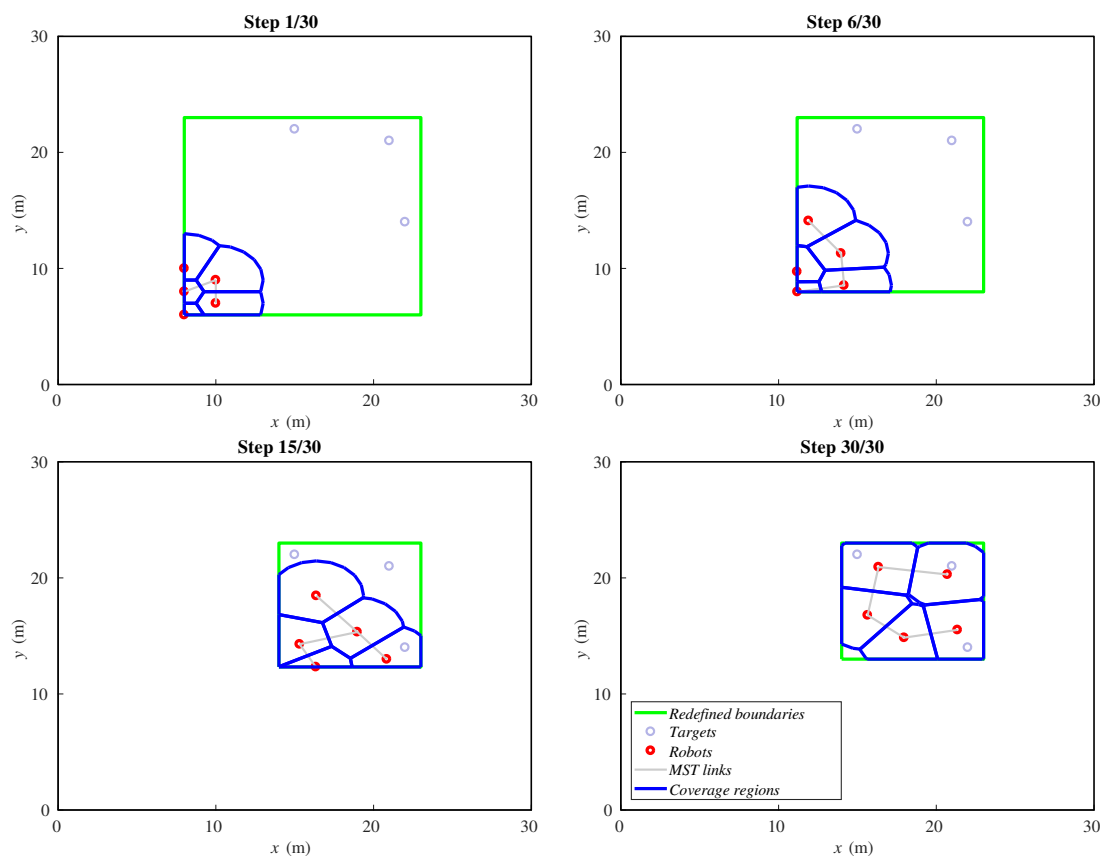 Step 1/30
30
20
10
0
y (m)
0 10 20 30
x (m)
Step 6/30
30
20
10
0
y (m)
0 10 20 30
x (m)
Step 15/30
30
20
10
0
y (m)
0 10 20 30
x (m)
Step 30/30
30
20
10
0
y (m)
Redefined boundaries
Targets
Robots
MST links
Coverage regions
0 10 20 30
x (m)